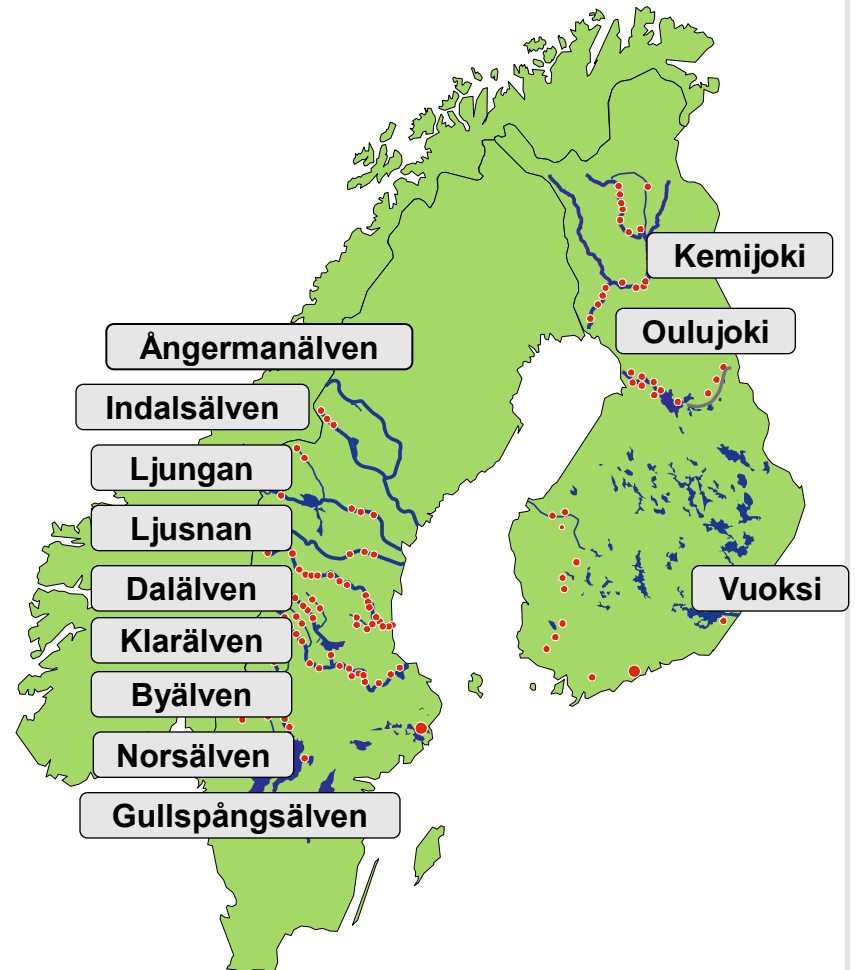 Kemijoki
Oulujoki
Ångermanälven
Indalsälven
Ljungan
Ljusnan
Dalälven
Vuoksi
Klarälven
Byälven
Norsälven
Gullspångsälven